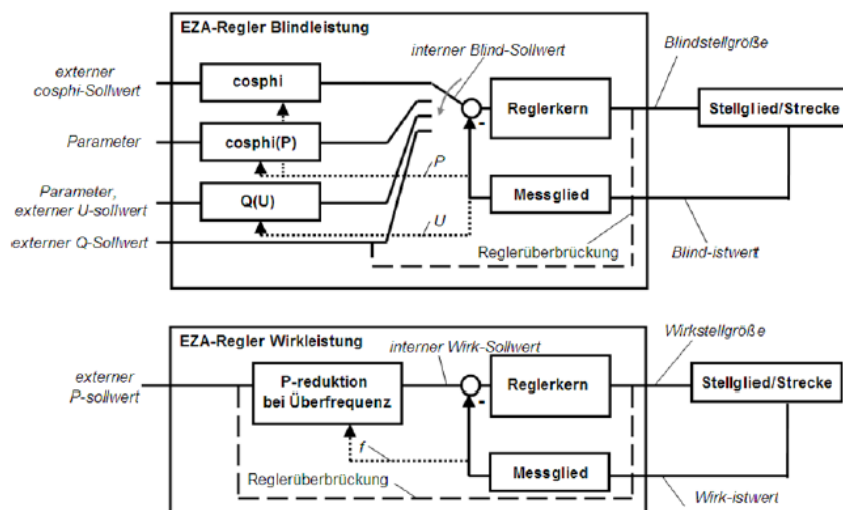 EZA-Regler Blindleistung
interner Blind-Sollwert
Blindstellgröße
externer
cosphi-Sollwert
cosphi
Reglerkern
Stellglied/Strecke
-
Parameter
cosphi(P)
P
Parameter,
externer U-sollwert
Q(U)
Messglied
U
externer Q-Sollwert
Reglerüberbrückung
Blind-istwert
EZA-Regler Wirkleistung
interner Wirk-Sollwert
Wirkstellgröße
externer
P-sollwert
P-reduktion
bei Überfrequenz
Reglerkern
Stellglied/Strecke
-
f
Messglied
Reglerüberbrückung
Wirk-istwert